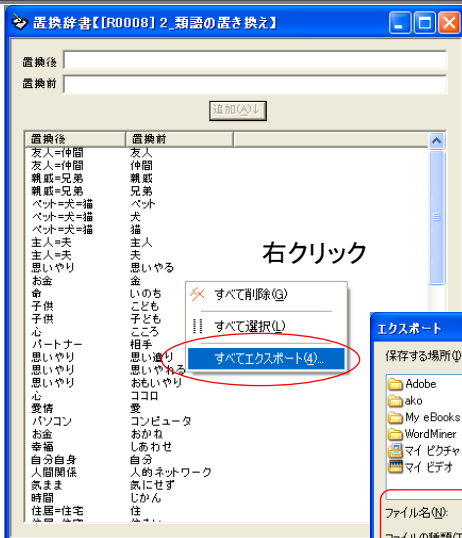 置換辞書【[R0008] 2_類語の置き換え】
置換後
置換前
追加(A)↓
置換後 置換前
友人=仲間 友人
友人=仲間 仲間
親戚=兄弟 親戚
親戚=兄弟 兄弟
ペット=犬=猫 ペット
ペット=犬=猫 犬
ペット=犬=猫 猫
主人=夫 主人
主人=夫 夫
思いやり 思いやる
お金 金
命 いのち
子供 こども
子供 子ども
心 こころ
パートナー 相手
思いやり 思い遣り
思いやり 思いやれる
思いやり おもいやり
心 ココロ
愛情 愛
パソコン コンピュータ
お金 おかね
幸福 しあわせ
自分自身 自分
人間関係 人的ネットワーク
気まま 気にせず
時間 じかん
住居=住宅 住
右クリック
すべて削除(G)
すべて選択(L)
すべてエクスポート(4)...
エクスポート
保存する場所(I)
Adobe
ako
My eBooks
WordMiner
マイ ピクチャ
マイ ビデオ
ファイル名(N):